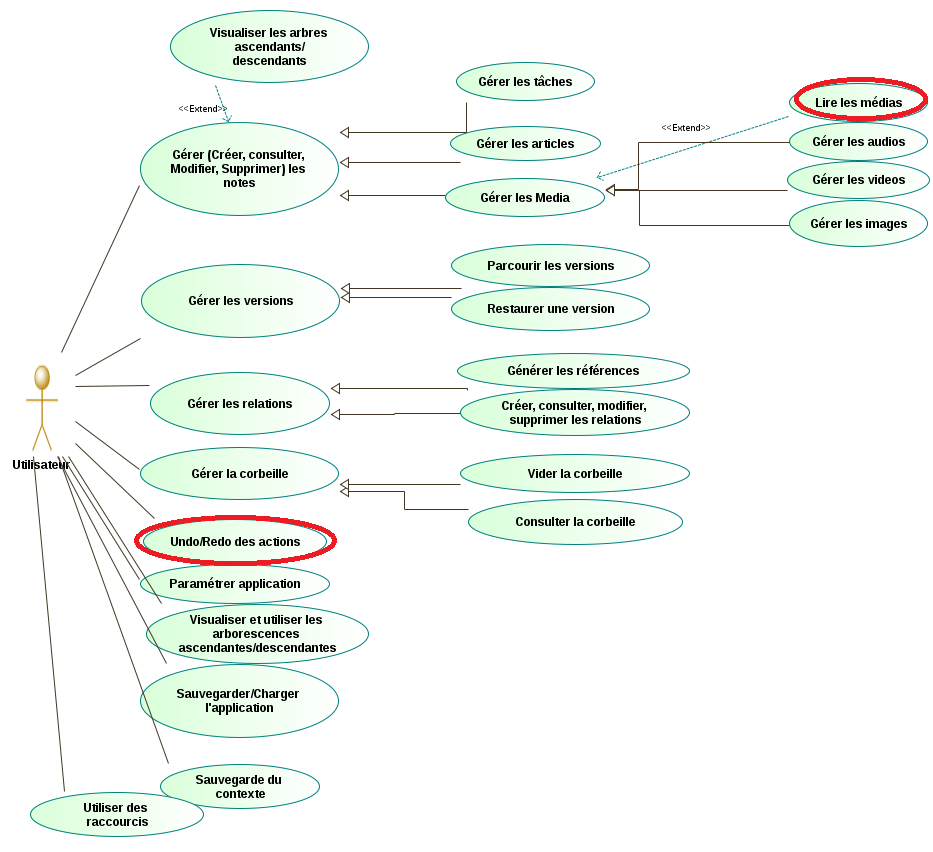 Visualiser les arbres
ascendants/
descendants
<<Extend>>
Gérer (Créer, consulter,
Modifier, Supprimer) les
notes
Gérer les tâches
Gérer les articles
Gérer les Media
<<Extend>>
Lire les médias
Gérer les audios
Gérer les videos
Gérer les images
Gérer les versions
Parcourir les versions
Restaurer une version
Gérer les relations
Générer les références
Créer, consulter, modifier,
supprimer les relations
Utilisateur
Gérer la corbeille
Vider la corbeille
Consulter la corbeille
Undo/Redo des actions
Paramétrer application
Visualiser et utiliser les
arborescences
ascendantes/descendantes
Sauvegarder/Charger
l'application
Sauvegarde du
contexte
Utiliser des
raccourcis